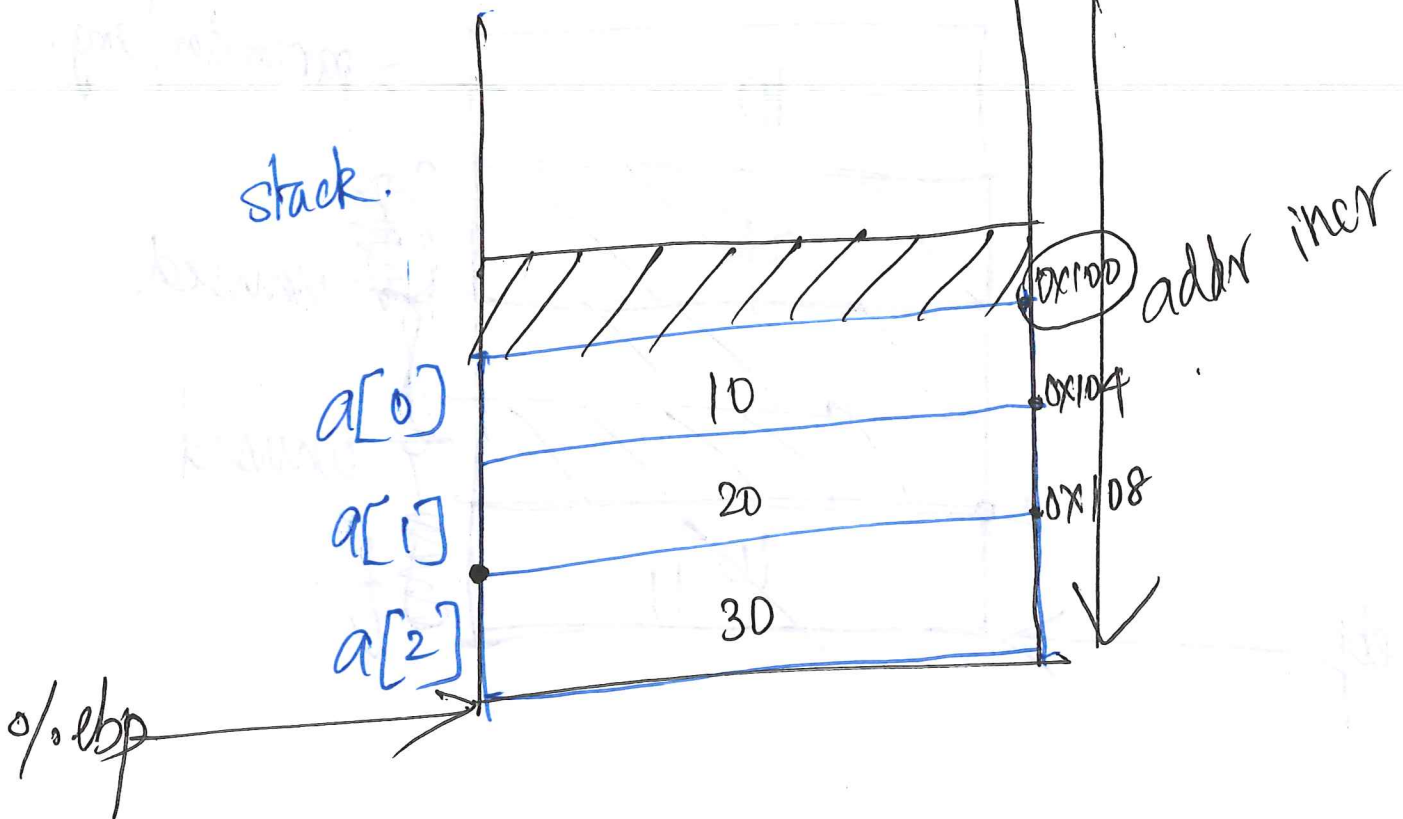 stack.
0x100
addr incr
a[0] 10 0x104
a[1] 20 0x108
a[2] 30
%ebp